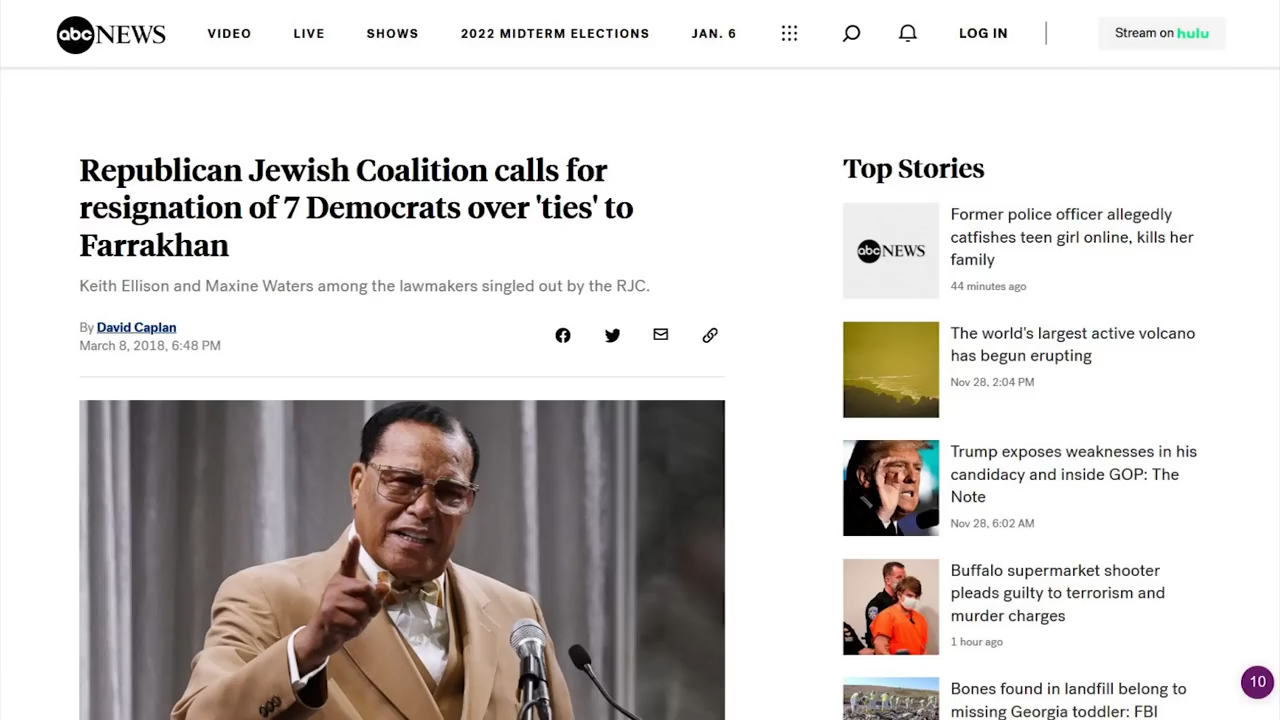 abc NEWS VIDEO LIVE SHOWS 2022 MIDTERM ELECTIONS JAN. 6 LOG IN Stream on hulu
Republican Jewish Coalition calls for
resignation of 7 Democrats over 'ties' to
Farrakhan
Keith Ellison and Maxine Waters among the lawmakers singled out by the RJC.
By David Caplan
March 8, 2018, 6:48 PM
Top Stories
abc NEWS
Former police officer allegedly
catfishes teen girl online, kills her
family
44 minutes ago
The world's largest active volcano
has begun erupting
Nov 28, 2:04 PM
Trump exposes weaknesses in his
candidacy and inside GOP: The
Note
Nov 28, 6:02 AM
Buffalo supermarket shooter
pleads guilty to terrorism and
murder charges
1 hour ago
Bones found in landfill belong to
missing Georgia toddler: FBI
10